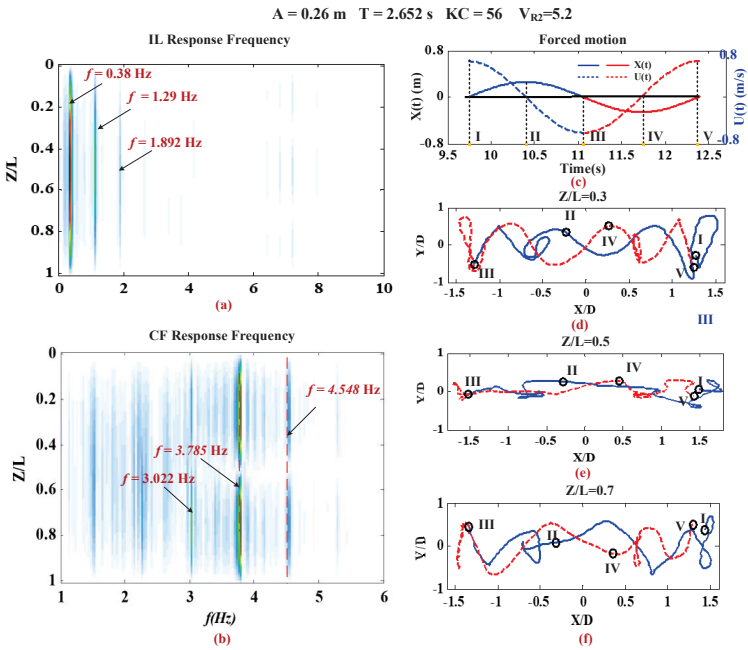 A = 0.26 m T = 2.652 s KC = 56 V_R2=5.2
(a)
IL Response Frequency
0
0.2
0.4
0.6
0.8
1
Z/L
f = 0.38 Hz
f = 1.29 Hz
f = 1.892 Hz
0 2 4 6 8 10
(a)
CF Response Frequency
0
0.2
0.4
0.6
0.8
1
Z/L
f = 4.548 Hz
f = 3.785 Hz
f = 3.022 Hz
1 2 3 4 5 6
f(Hz)
(b)
Forced motion
0.8
0
-0.8
X(t) (m)
X(t)
U(t)
0.8
-0.8
U(t) (m/s)
I II III IV V
9.5 10 10.5 11 11.5 12 12.5
Time(s)
(c)
Z/L=0.3
1
0
-1
Y/D
II
IV
I
V
III
-1.5 -1 -0.5 0 0.5 1 1.5
X/D
(d)
III
Z/L=0.5
1
0
-1
Y/D
III
II
IV
I
V
-1.5 -1 -0.5 0 0.5 1 1.5
X/D
(e)
Z/L=0.7
1
0
-1
Y/D
III
II
IV
V
I
-1.5 -1 -0.5 0 0.5 1 1.5
X/D
(f)